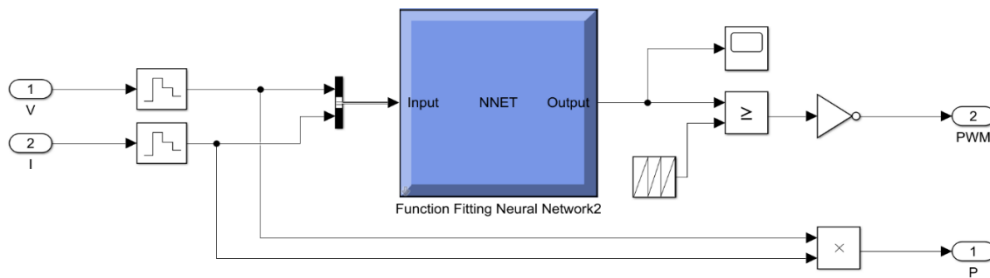 1
V
2
I
Input NNET Output
Function Fitting Neural Network2
≥
2
PWM
×
1
P